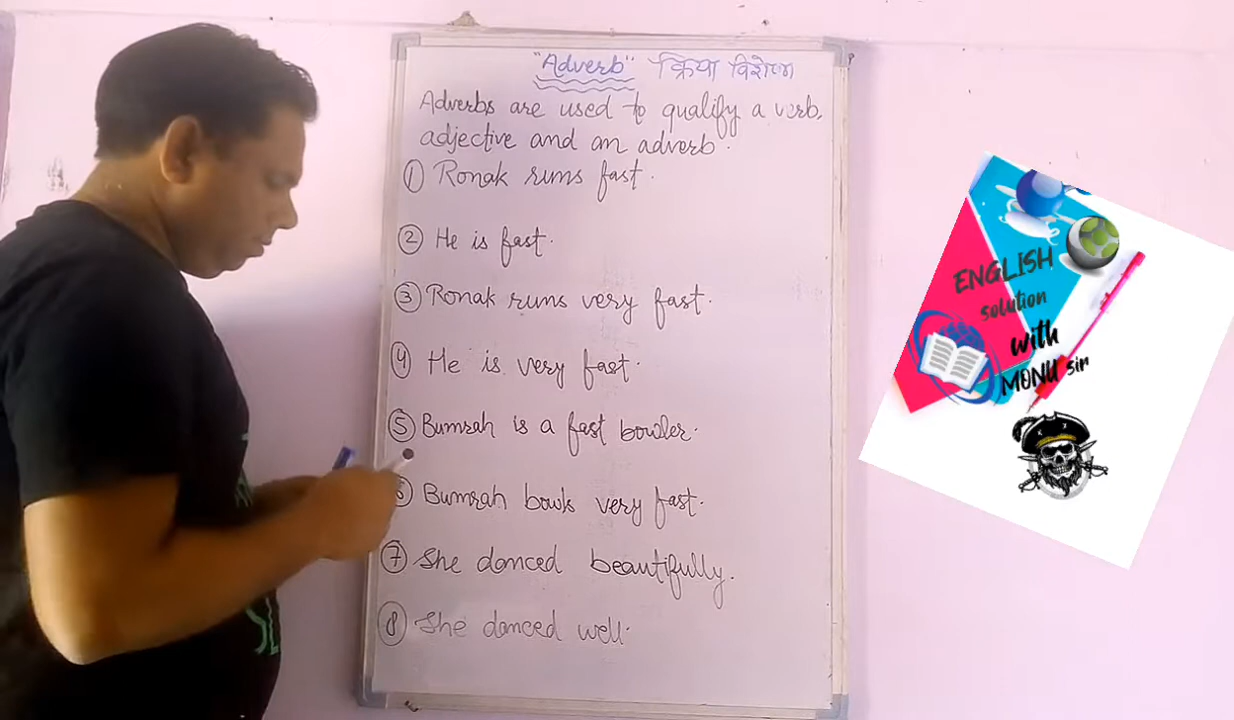 "Adverb" क्रिया विशेषण
Adverbs are used to qualify a verb,
adjective and an adverb.
① Ronak runs fast.
② He is fast.
③ Ronak runs very fast.
④ He is very fast.
⑤ Bumrah is a fast bowler.
⑥ Bumrah bowls very fast.
⑦ She danced beautifully.
⑧ She danced well.
ENGLISH
solution
with
MONU sir